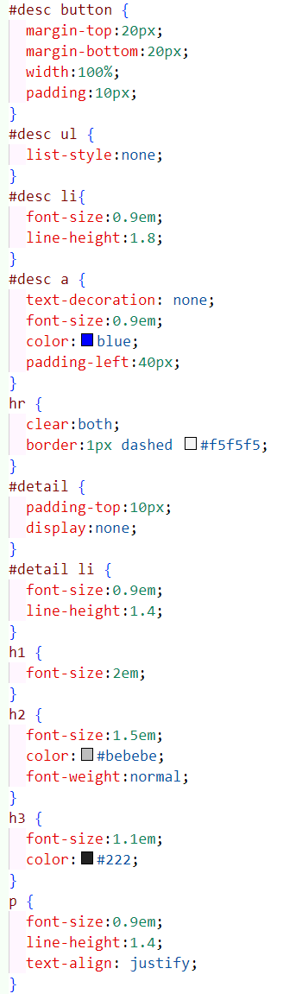 #desc button {
  margin-top:20px;
  margin-bottom:20px;
  width:100%;
  padding:10px;
}
#desc ul {
  list-style:none;
}
#desc li{
  font-size:0.9em;
  line-height:1.8;
}
#desc a {
  text-decoration: none;
  font-size:0.9em;
  color:blue;
  padding-left:40px;
}
hr {
  clear:both;
  border:1px dashed #f5f5f5;
}
#detail {
  padding-top:10px;
  display:none;
}
#detail li {
  font-size:0.9em;
  line-height:1.4;
}
h1 {
  font-size:2em;
}
h2 {
  font-size:1.5em;
  color:#bebebe;
  font-weight:normal;
}
h3 {
  font-size:1.1em;
  color:#222;
}
p {
  font-size:0.9em;
  line-height:1.4;
  text-align: justify;
}